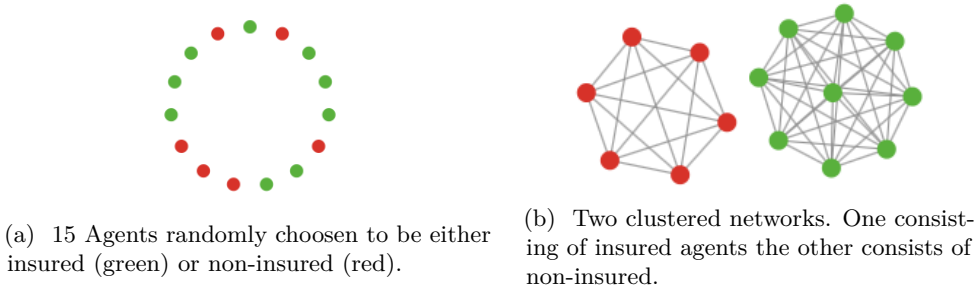 (a) 15 Agents randomly choosen to be either
insured (green) or non-insured (red).
(b) Two clustered networks. One consist-
ing of insured agents the other consists of
non-insured.